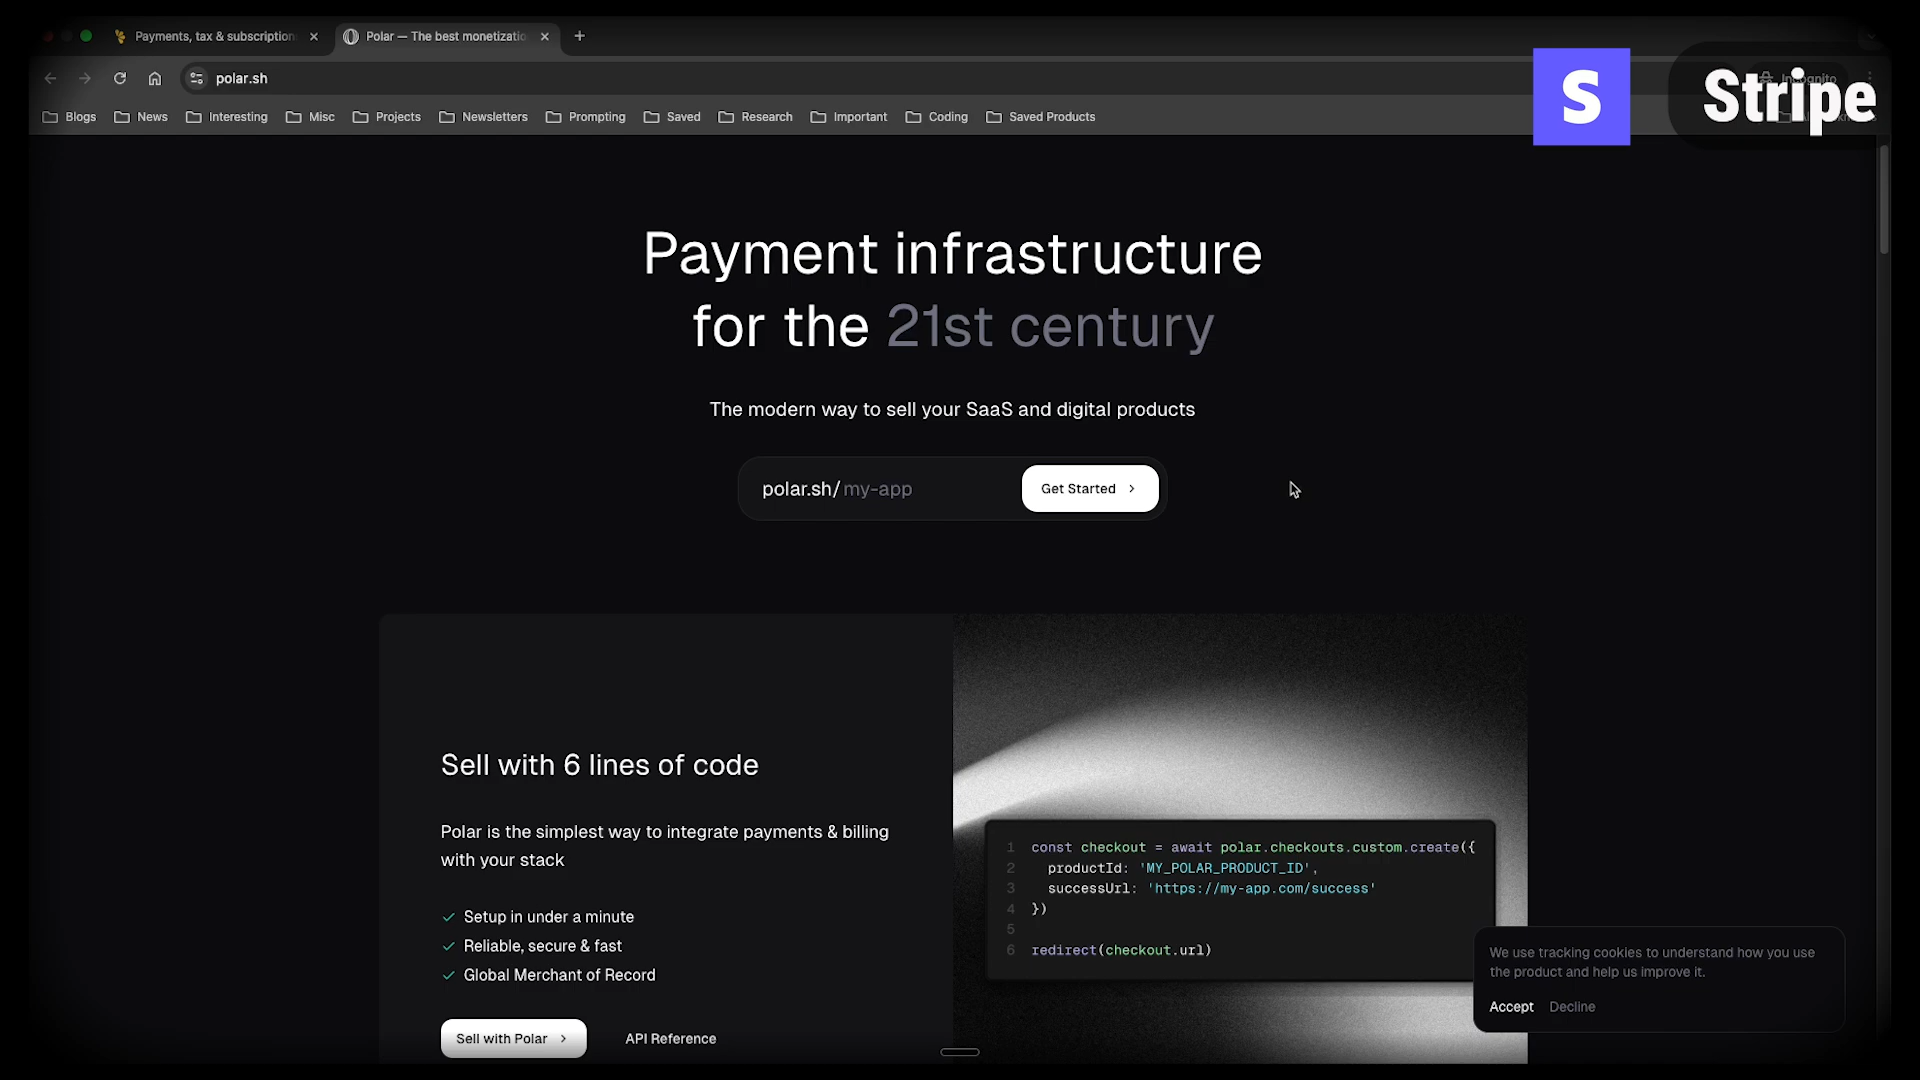 Payments, tax & subscription
Polar — The best monetizatio
polar.sh
Incognito
S
Stripe
Blogs
News
Interesting
Misc
Projects
Newsletters
Prompting
Saved
Research
Important
Coding
Saved Products
Payment infrastructure
for the 21st century
The modern way to sell your SaaS and digital products
polar.sh/ my-app
Get Started
Sell with 6 lines of code
Polar is the simplest way to integrate payments & billing
with your stack
Setup in under a minute
Reliable, secure & fast
Global Merchant of Record
Sell with Polar
API Reference
1 const checkout = await polar.checkouts.custom.create({
2 productId: 'MY_POLAR_PRODUCT_ID',
3 successUrl: 'https://my-app.com/success'
4 })
5
6 redirect(checkout.url)
We use tracking cookies to understand how you use
the product and help us improve it.
Accept
Decline